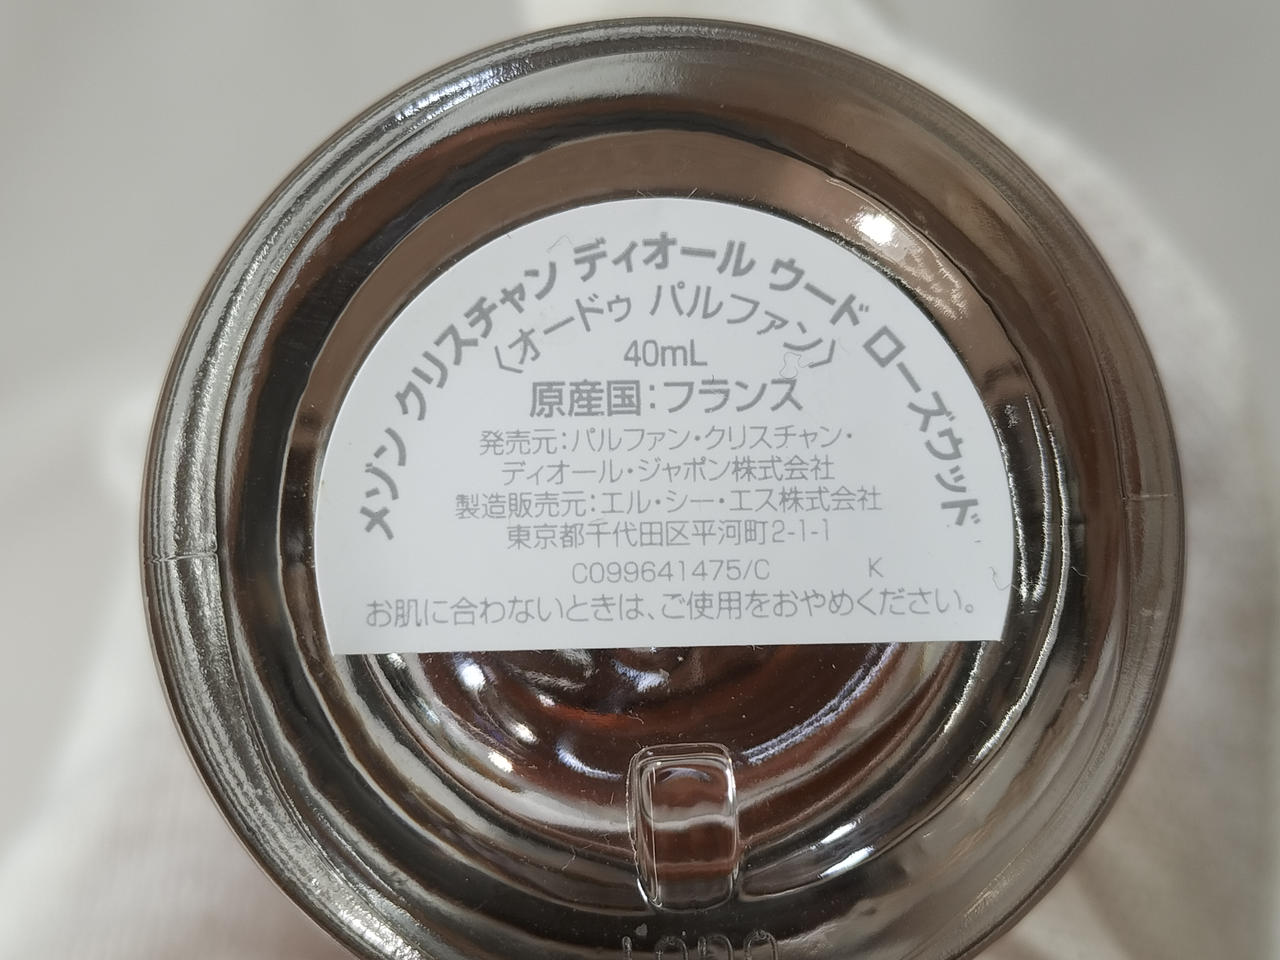 メゾン クリスチャン ディオール ウード ローズウッド
〈オードゥ パルファン〉
40mL
原産国：フランス
発売元：パルファン・クリスチャン・
ディオール・ジャポン株式会社
製造販売元：エル・シー・エス株式会社
東京都千代田区平河町2-1-1
C099641475/C K
お肌に合わないときは、ご使用をおやめください。